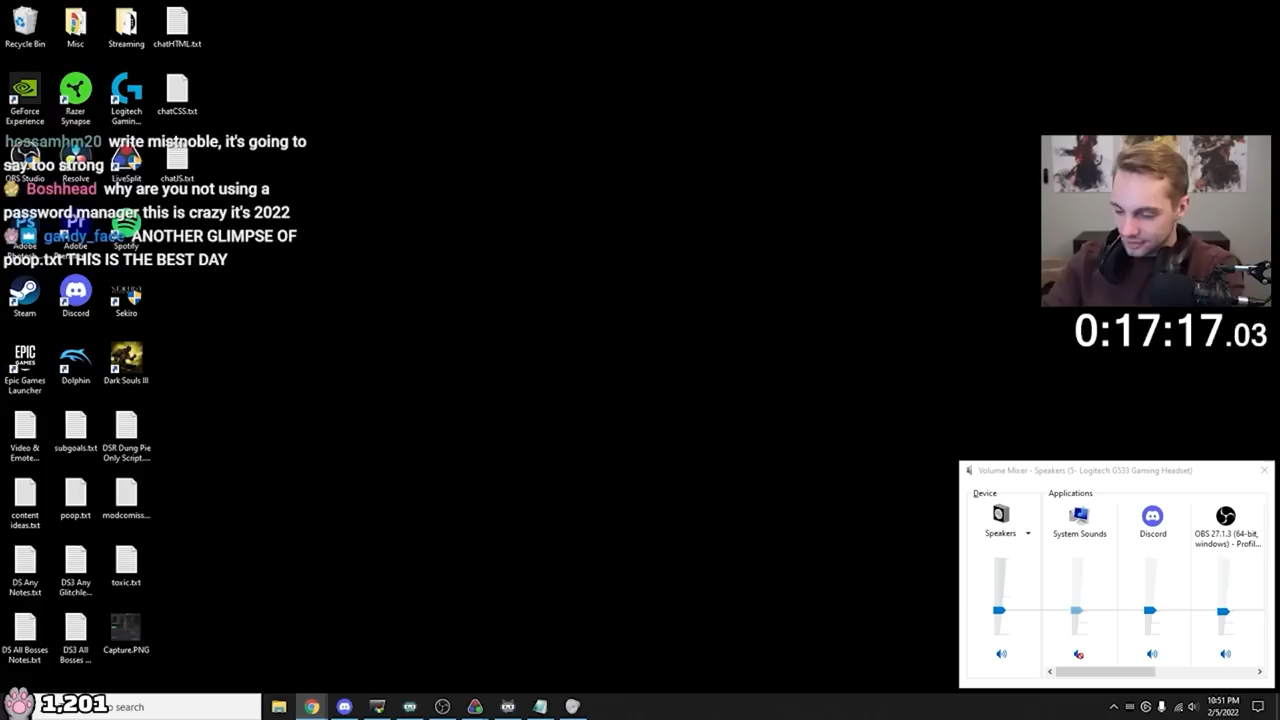 Recycle Bin
Misc
Streaming
chatHTML.txt
GeForce
Experience
Razer
Synapse
Logitech
Gamin...
chatCSS.txt
hossamhm20 write mistnoble, it's going to
say too strong
OBS Studio
Resolve
LiveSplit
chatJS.txt
Boshhead why are you not using a
password manager this is crazy it's 2022
gandy_face ANOTHER GLIMPSE OF
poop.txt THIS IS THE BEST DAY
Adobe
Adobe
Spotify
Steam
Discord
Sekiro
SEKIRO
EPIC
GAMES
Epic Games
Launcher
Dolphin
Dark Souls III
Video &
Emote...
subgoals.txt
DSR Dung Pie
Only Script....
content
ideas.txt
poop.txt
modcomiss...
DS Any
Notes.txt
DS3 Any
Glitchle...
toxic.txt
DS All Bosses
Notes.txt
DS3 All
Bosses ...
Capture.PNG
0:17:17.03
Volume Mixer - Speakers (5- Logitech G533 Gaming Headset)
Device
Applications
Speakers
System Sounds
Discord
OBS 27.1.3 (64-bit,
windows) - Profil...
1,201
o search
10:51 PM
2/5/2022